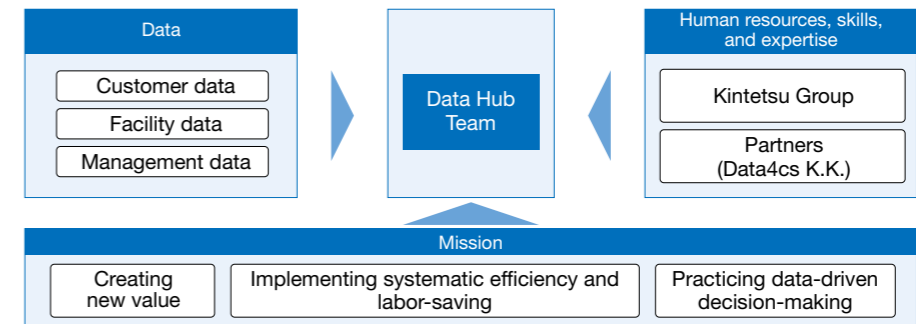 Data
Customer data
Facility data
Management data
Data Hub
Team
Human resources, skills,
and expertise
Kintetsu Group
Partners
(Data4cs K.K.)
Mission
Creating
new value
Implementing systematic efficiency and
labor-saving
Practicing data-driven
decision-making